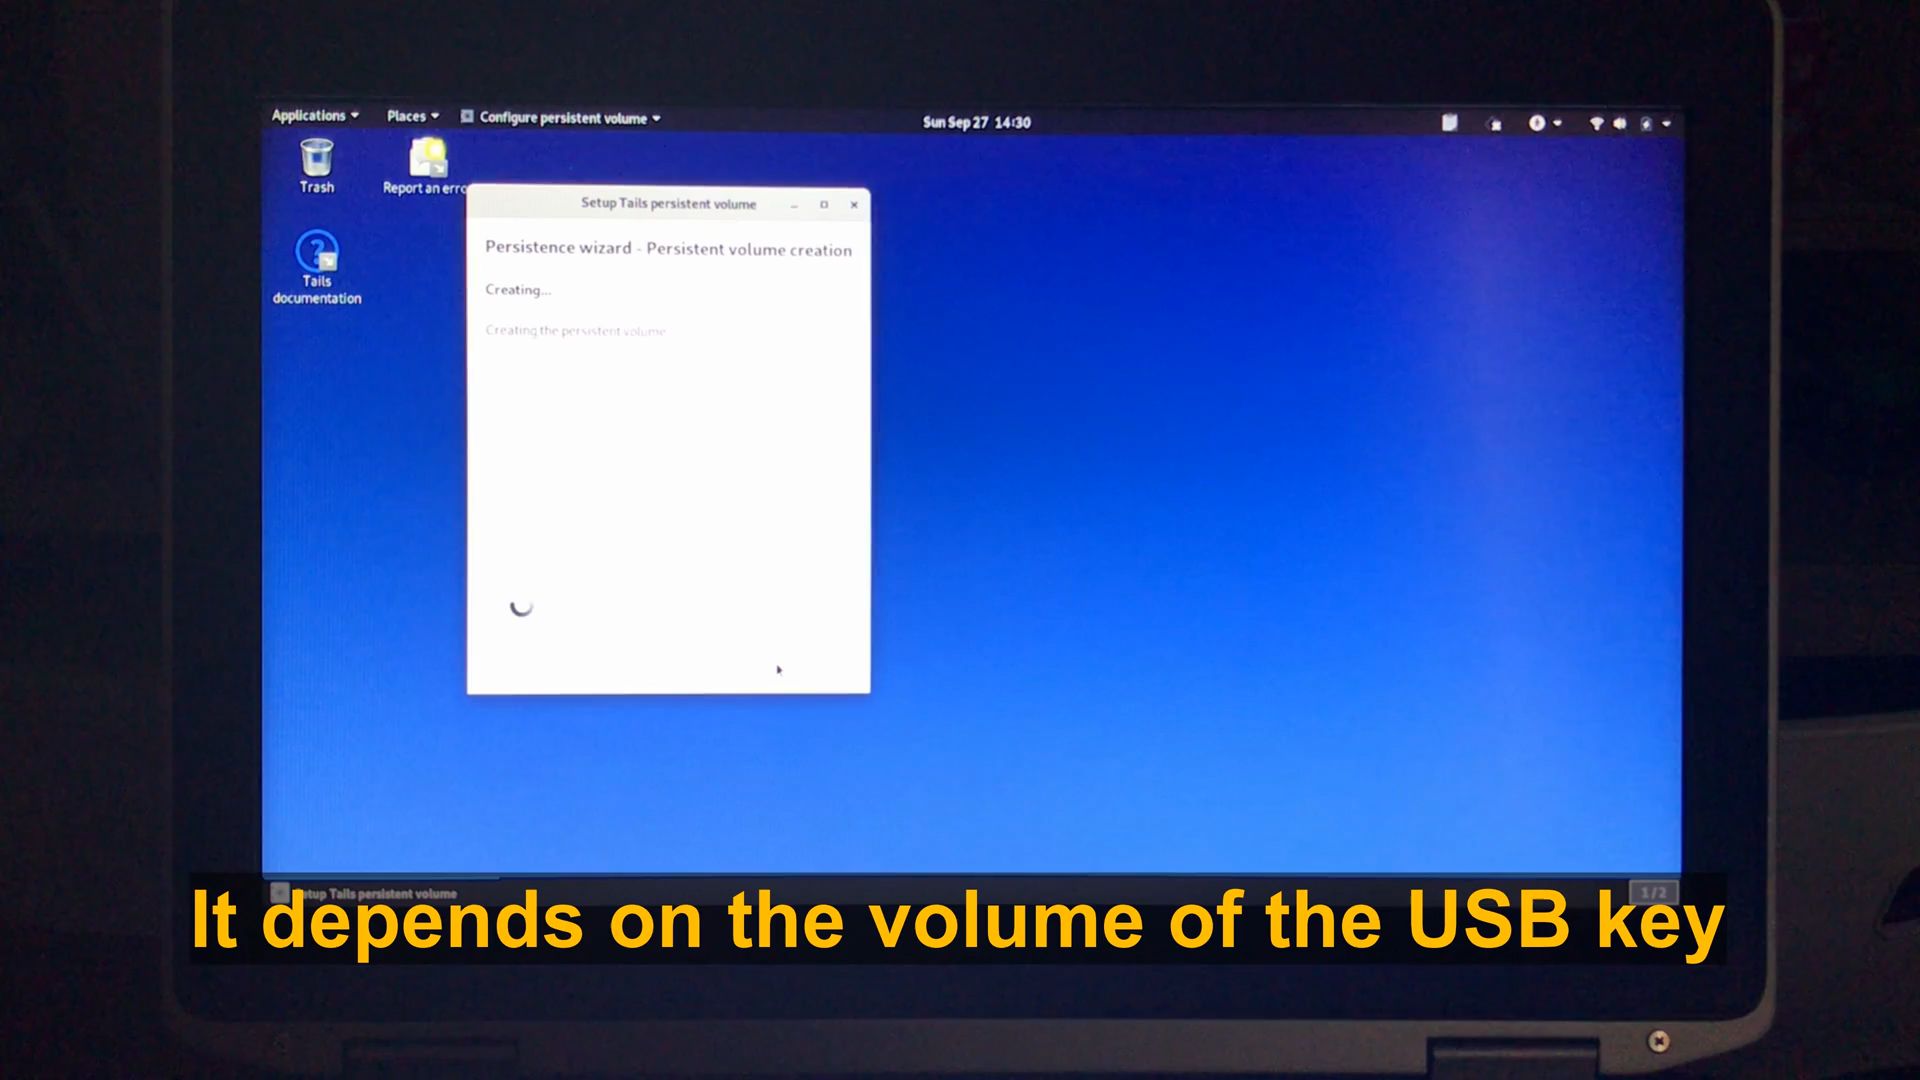 Applications Places Configure persistent volume Sun Sep 27 14:30
Trash
Report an erro
Tails
documentation
Setup Tails persistent volume
Persistence wizard - Persistent volume creation
Creating...
Creating the persistent volume
tup Tails persistent volume
1/2
It depends on the volume of the USB key